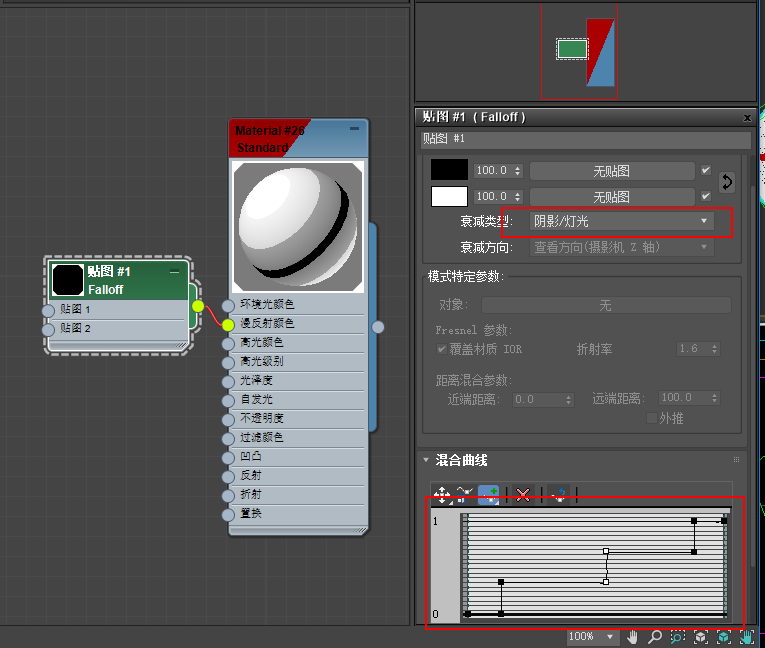 Material #26
Standard
贴图 #1
Falloff
贴图 1
贴图 2
环境光颜色
漫反射颜色
高光颜色
高光级别
光泽度
自发光
不透明度
过滤颜色
凹凸
反射
折射
置换
贴图 #1 ( Falloff )
x
贴图 #1
100.0
无贴图
100.0
无贴图
衰减类型:
阴影/灯光
衰减方向:
查看方向(摄影机 Z 轴)
模式特定参数:
对象:
无
Fresnel 参数:
覆盖材质 IOR
折射率
1.6
距离混合参数:
近端距离:
0.0
远端距离:
100.0
外推
混合曲线
1
0
100%